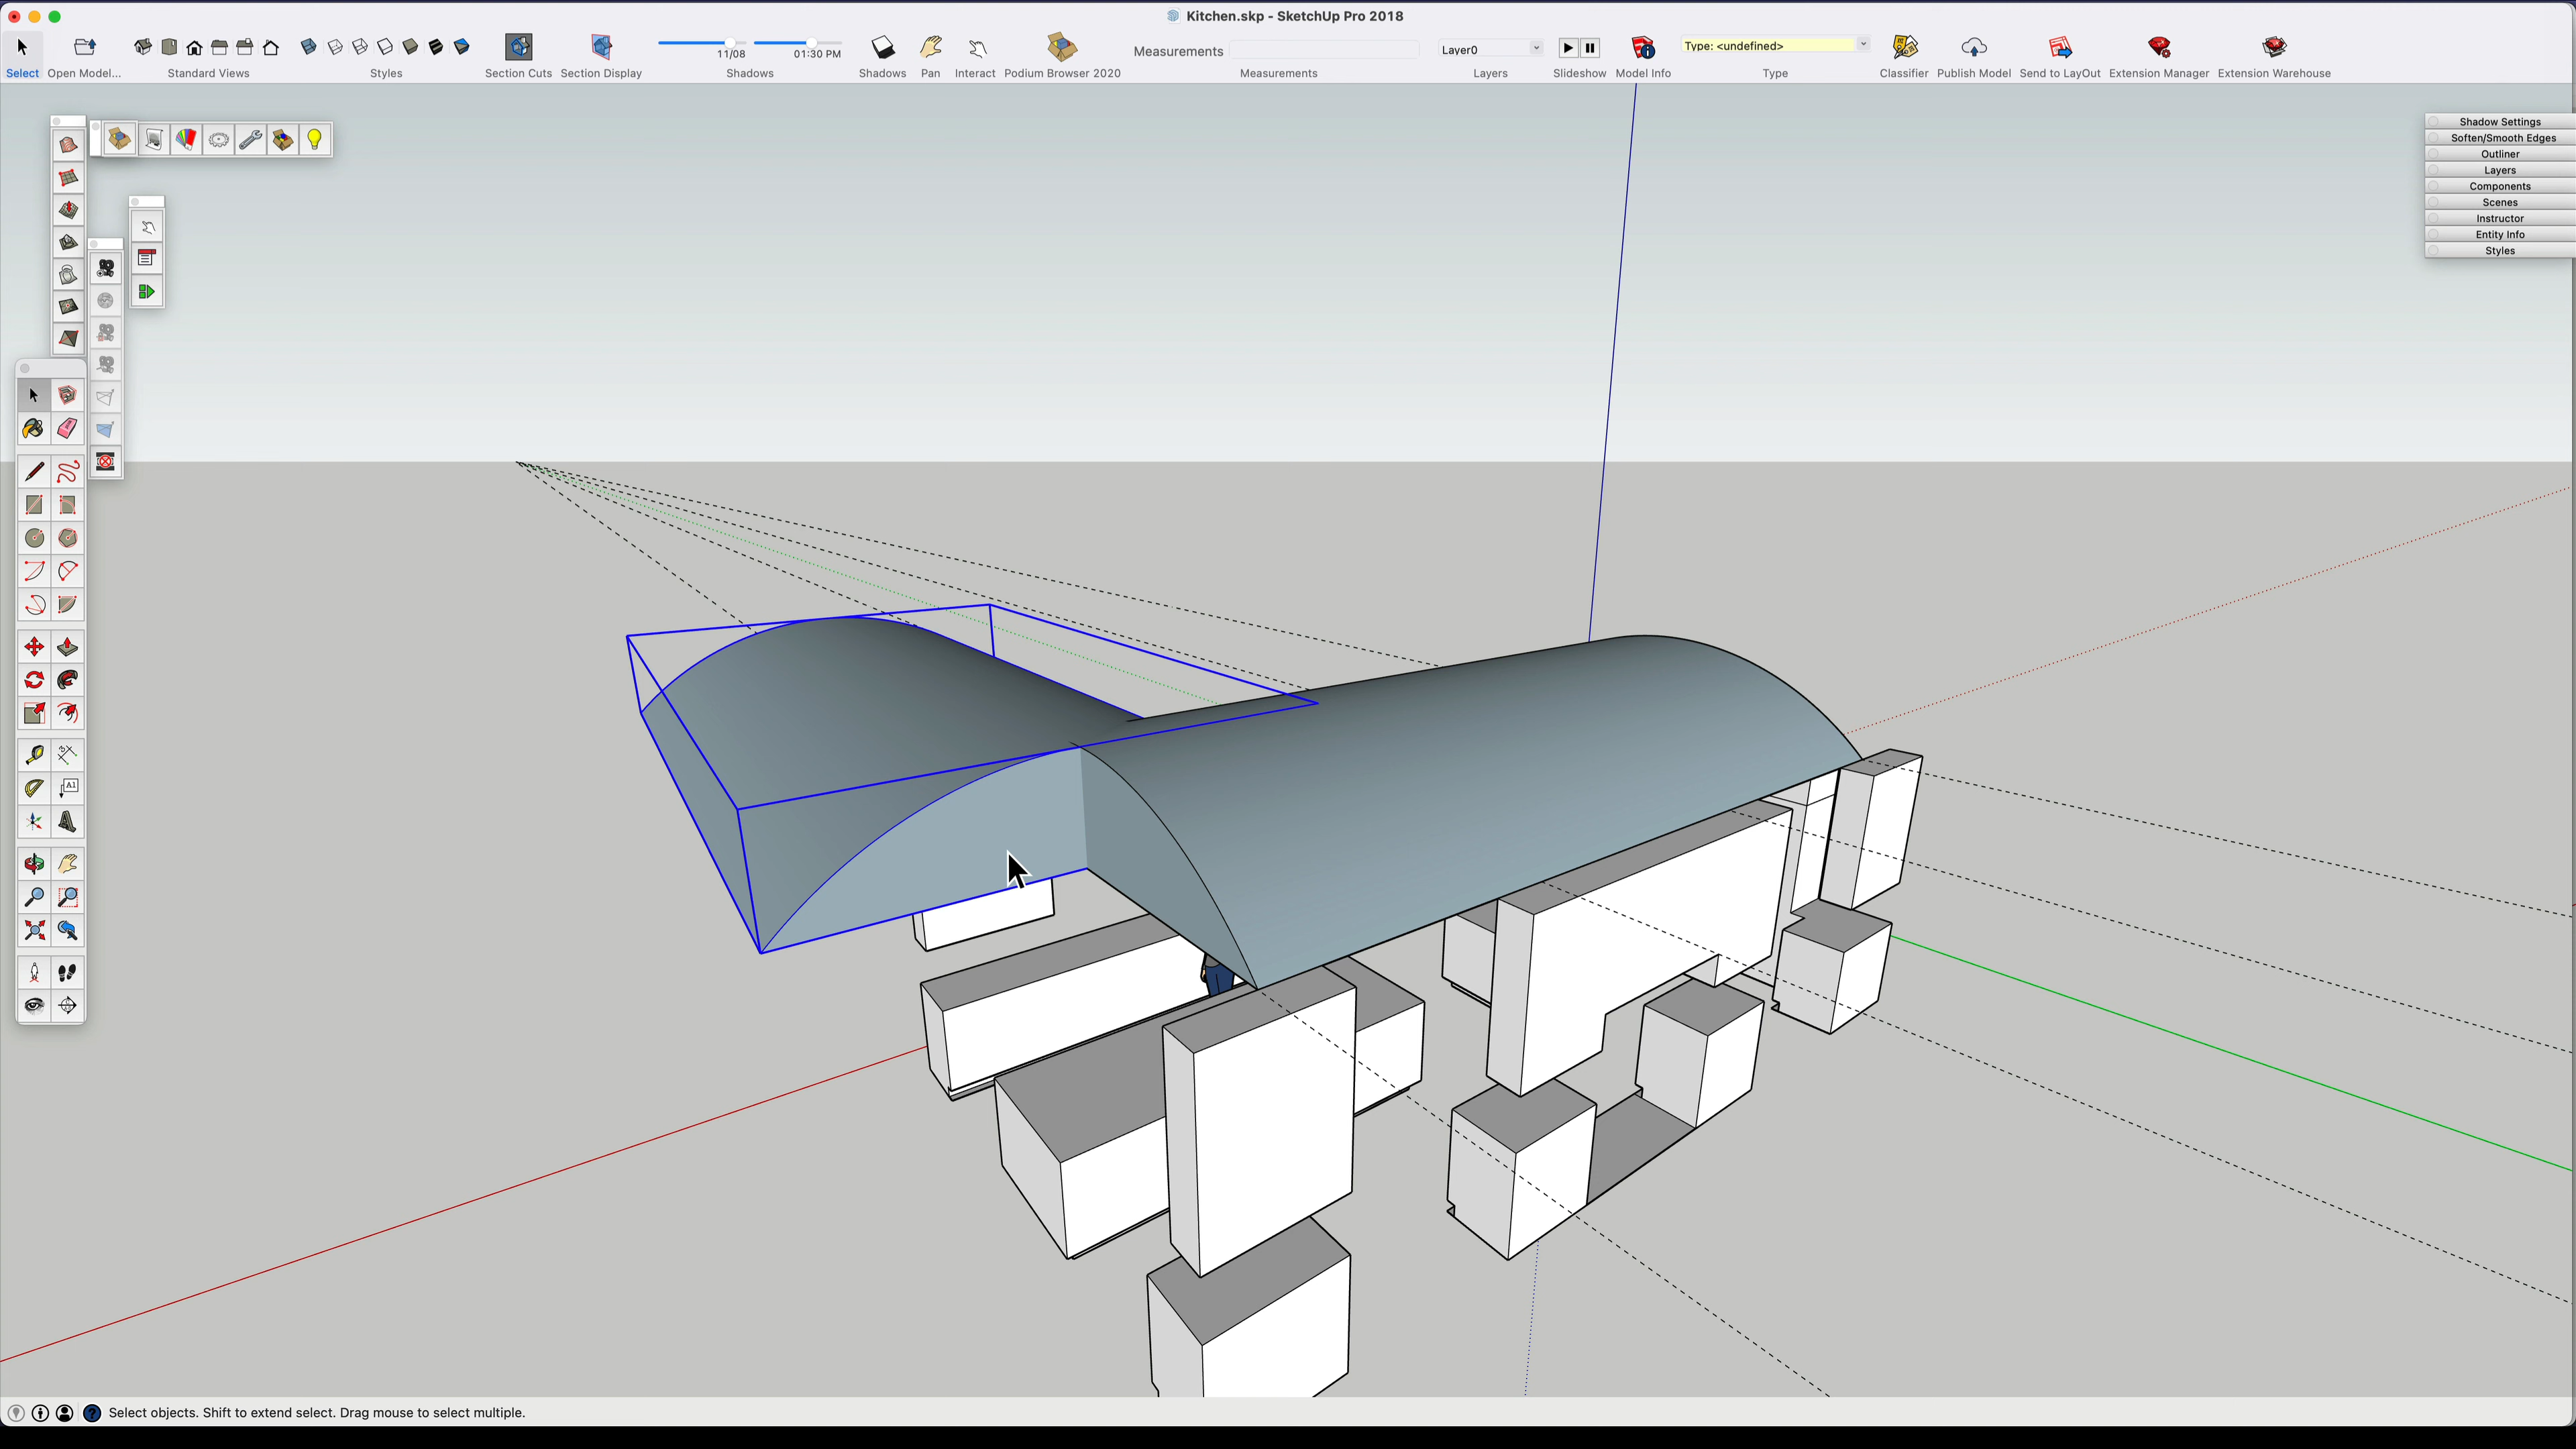 Kitchen.skp - SketchUp Pro 2018
11/08
01:30 PM
Measurements
Layer0
Type: <undefined>
Select
Open Model...
Standard Views
Styles
Section Cuts
Section Display
Shadows
Shadows
Pan
Interact
Podium Browser 2020
Measurements
Layers
Slideshow
Model Info
Type
Classifier
Publish Model
Send to LayOut
Extension Manager
Extension Warehouse
Shadow Settings
Soften/Smooth Edges
Outliner
Layers
Components
Scenes
Instructor
Entity Info
Styles
A1
Select objects. Shift to extend select. Drag mouse to select multiple.